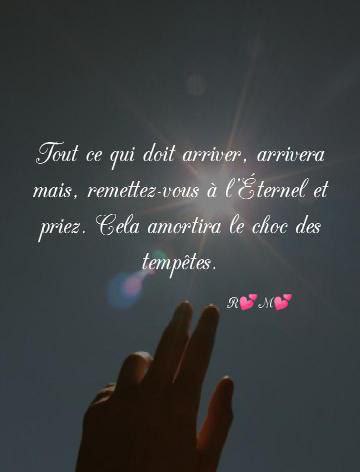 Tout ce qui doit arriver, arrivera
mais, remettez-vous à l'Éternel et
priez. Cela amortira le choc des
tempêtes.
R💕M💕